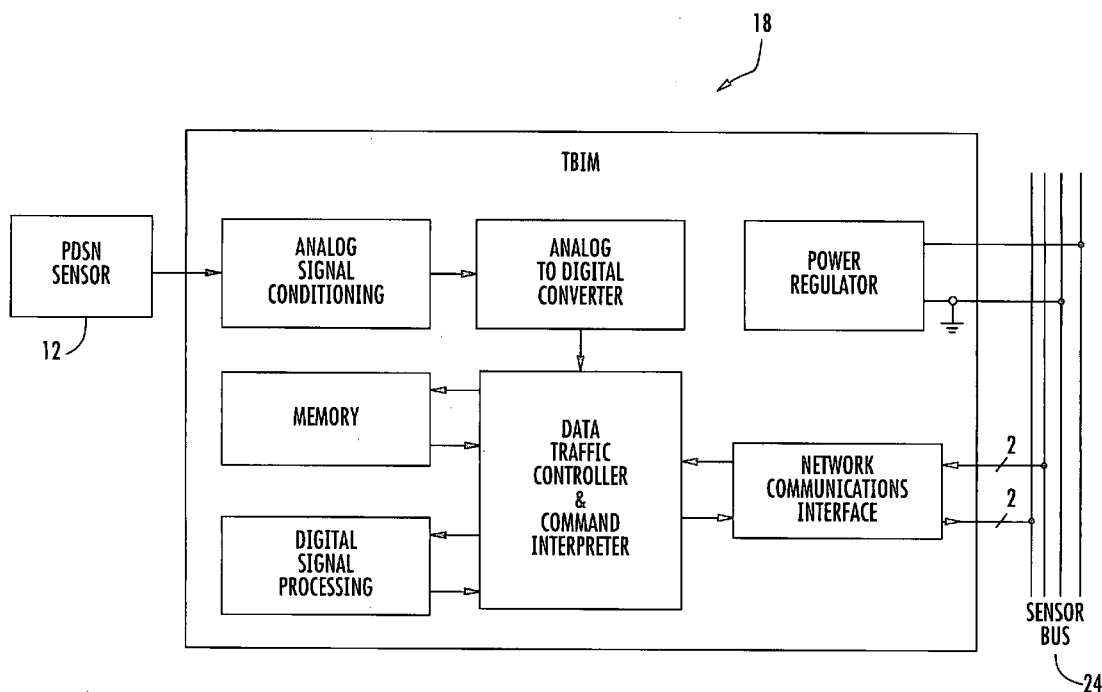 18
TBIM
PDSN
SENSOR
12
ANALOG
SIGNAL
CONDITIONING
ANALOG
TO DIGITAL
CONVERTER
POWER
REGULATOR
MEMORY
DATA
TRAFFIC
CONTROLLER
&
COMMAND
INTERPRETER
DIGITAL
SIGNAL
PROCESSING
NETWORK
COMMUNICATIONS
INTERFACE
2
2
SENSOR
BUS
24